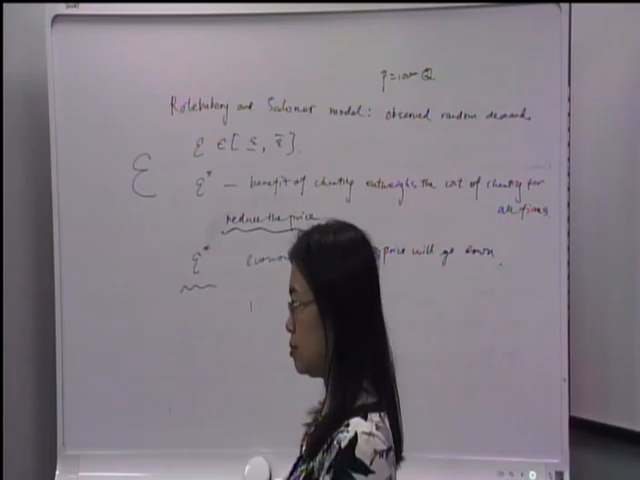 p = 100 - Q
Rotemberg and Saloner model: observed random demand
ε ∈ [ε, ε̄].
ε
ε* — benefit of cheating outweighs the cost of cheating for
all firms
reduce the price
ε* price will go down.